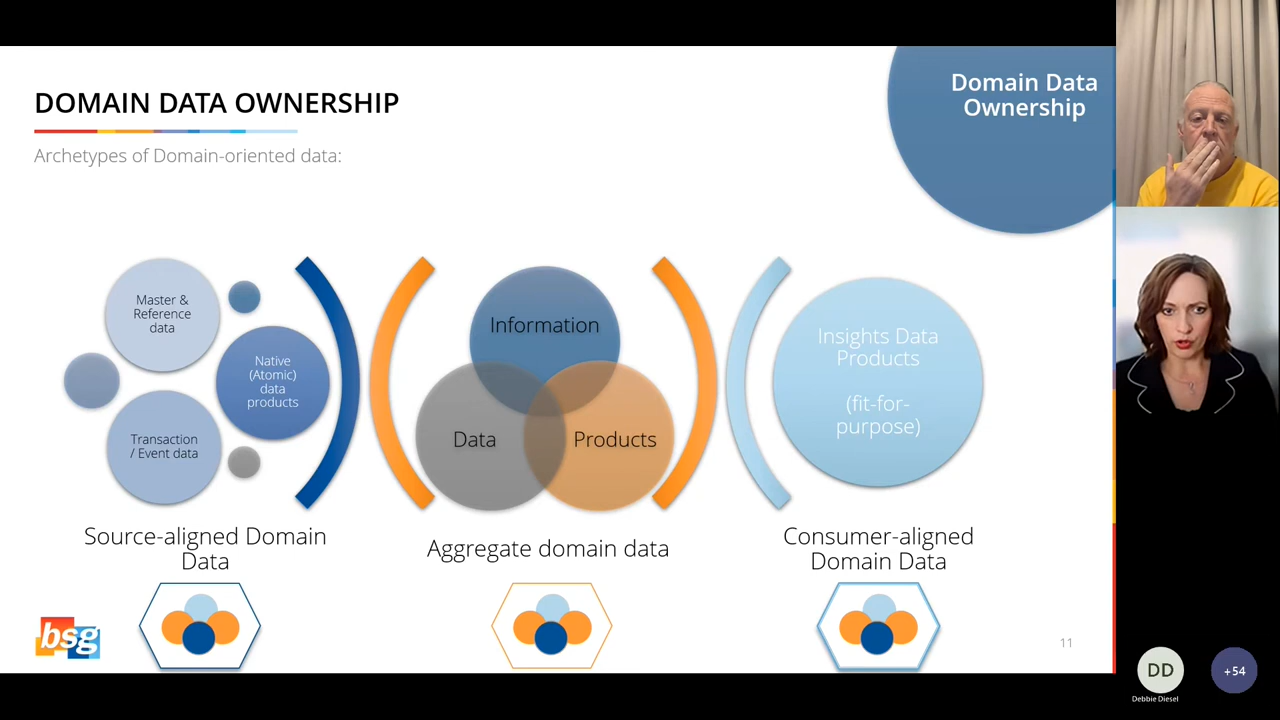 DOMAIN DATA OWNERSHIP
Archetypes of Domain-oriented data:
Domain Data
Ownership
Master &
Reference
data
Native
(Atomic)
data
products
Transaction
/ Event data
Information
Data
Products
Insights Data
Products
(fit-for-
purpose)
Source-aligned Domain
Data
Aggregate domain data
Consumer-aligned
Domain Data
bsg
11
DD
Debbie Diesel
+54